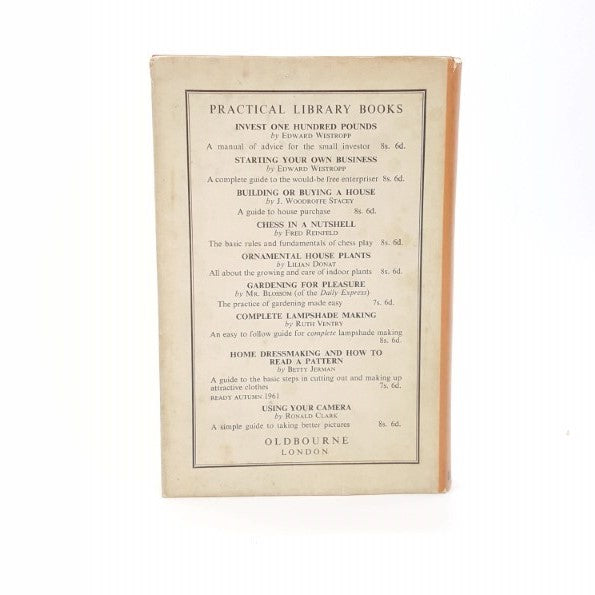 PRACTICAL LIBRARY BOOKS
INVEST ONE HUNDRED POUNDS
by EDWARD WESTROPP
A manual of advice for the small investor 8s. 6d.
STARTING YOUR OWN BUSINESS
by EDWARD WESTROPP
A complete guide to the would-be free enterpriser 8s. 6d.
BUILDING OR BUYING A HOUSE
by J. WOODROFFE STACEY
A guide to house purchase 8s. 6d.
CHESS IN A NUTSHELL
by FRED REINFELD
The basic rules and fundamentals of chess play 8s. 6d.
ORNAMENTAL HOUSE PLANTS
by LILIAN DONAT
All about the growing and care of indoor plants 8s. 6d.
GARDENING FOR PLEASURE
by MR. BLOSSOM (of the Daily Express)
The practice of gardening made easy 7s. 6d.
COMPLETE LAMPSHADE MAKING
by RUTH VENTRY
An easy to follow guide for complete lampshade making
8s. 6d.
HOME DRESSMAKING AND HOW TO
READ A PATTERN
by BETTY JERMAN
A guide to the basic steps in cutting out and making up
attractive clothes 7s. 6d.
READY AUTUMN 1961
USING YOUR CAMERA
by RONALD CLARK
A simple guide to taking better pictures 8s. 6d.
OLDBOURNE
LONDON